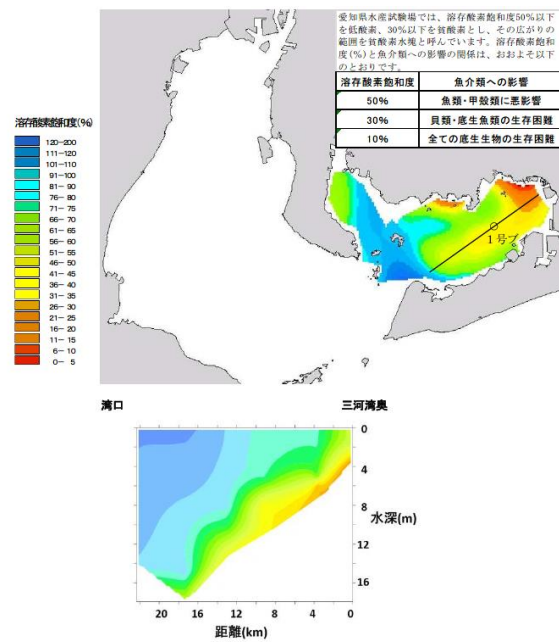 愛知県水産試験場では、溶存酸素飽和度50%以下
を低酸素、30%以下を貧酸素とし、その広がりの
範囲を貧酸素水塊と呼んでいます。溶存酸素飽和
度(%)と魚介類への影響の関係は、おおよそ以下
のとおりです。
溶存酸素飽和度 魚介類への影響
50% 魚類・甲殻類に悪影響
30% 貝類・底生魚類の生存困難
10% 全ての底生生物の生存困難
溶存酸素飽和度(%)
120-200
111-120
101-110
91-100
81-90
76-80
71-75
66-70
61-65
56-60
51-55
46-50
41-45
36-40
31-35
26-30
21-25
16-20
11-15
6-10
0-5
1号ブ
湾口
三河湾奥
0
4
8
12
16
水深(m)
20 16 12 8 4 0
距離(km)